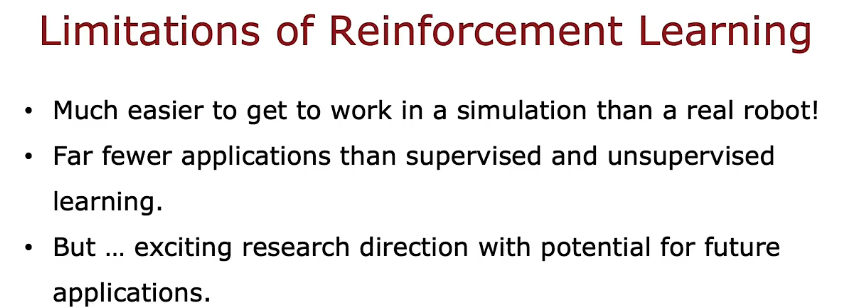 Limitations of Reinforcement Learning
• Much easier to get to work in a simulation than a real robot!
• Far fewer applications than supervised and unsupervised
learning.
• But … exciting research direction with potential for future
applications.